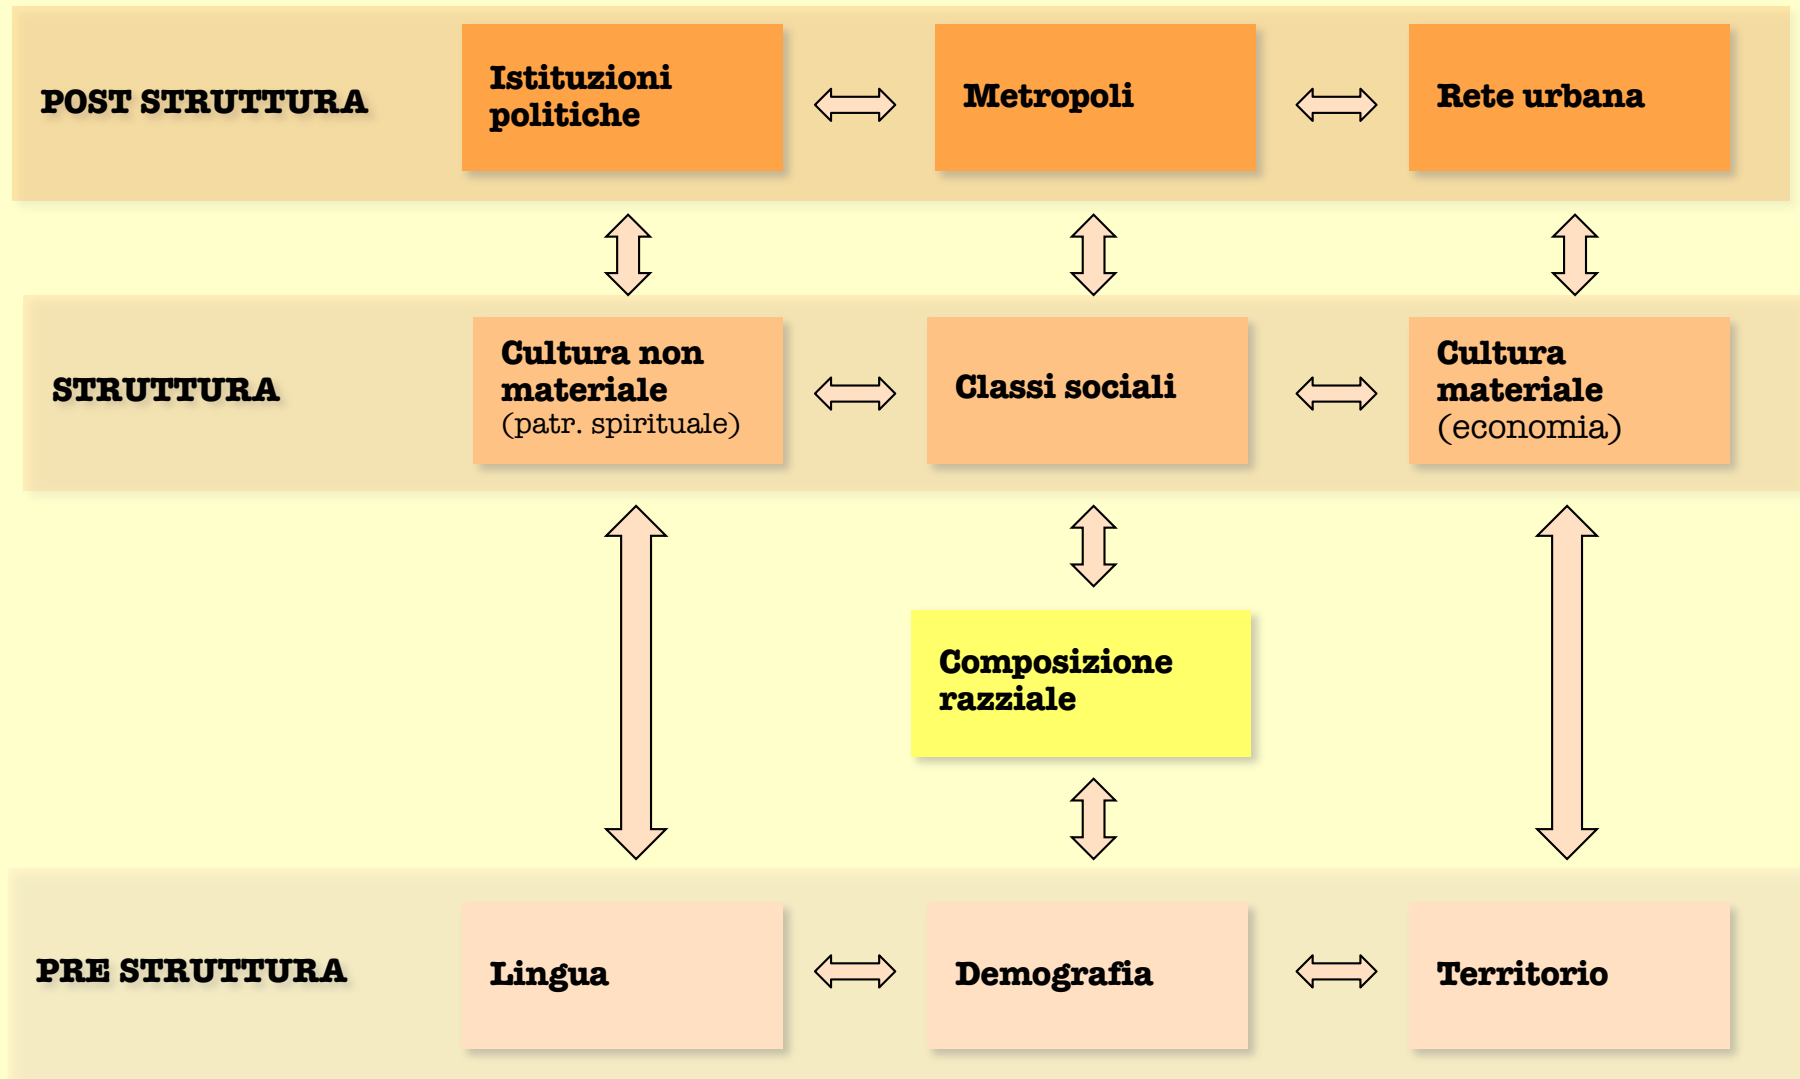 POST STRUTTURA
Istituzioni
politiche
Metropoli
Rete urbana
STRUTTURA
Cultura non
materiale
(patr. spirituale)
Classi sociali
Cultura
materiale
(economia)
Composizione
razziale
PRE STRUTTURA
Lingua
Demografia
Territorio